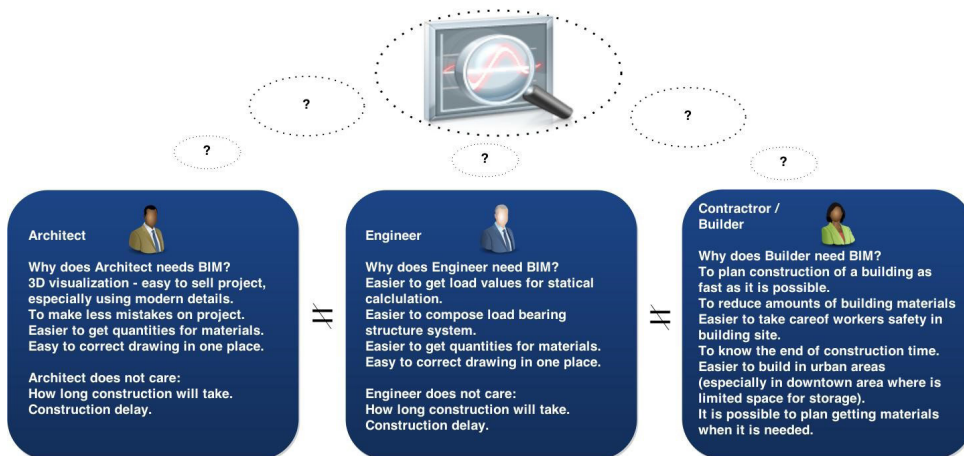 ?
?
?
?
?
Architect
Why does Architect needs BIM?
3D visualization - easy to sell project,
especially using modern details.
To make less mistakes on project.
Easier to get quantities for materials.
Easy to correct drawing in one place.
Architect does not care:
How long construction will take.
Construction delay.
≠
Engineer
Why does Engineer need BIM?
Easier to get load values for statical
calclulation.
Easier to compose load bearing
structure system.
Easier to get quantities for materials.
Easy to correct drawing in one place.
Engineer does not care:
How long construction will take.
Construction delay.
≠
Contractror /
Builder
Why does Builder need BIM?
To plan construction of a building as
fast as it is possible.
To reduce amounts of building materials
Easier to take careof workers safety in
building site.
To know the end of construction time.
Easier to build in urban areas
(especially in downtown area where is
limited space for storage).
It is possible to plan getting materials
when it is needed.